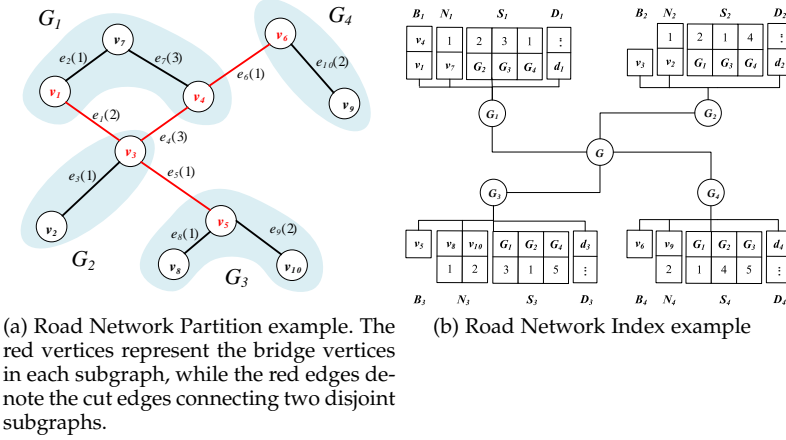 G1
G4
v7
v6
e2(1)
e7(3)
e10(2)
e6(1)
v1
v4
v9
e1(2)
e4(3)
v3
e3(1)
e5(1)
v5
e9(2)
e8(1)
v2
G2
v8
G3
v10
(a) Road Network Partition example. The
red vertices represent the bridge vertices
in each subgraph, while the red edges de-
note the cut edges connecting two disjoint
subgraphs.
B1 N1 S1 D1
v4 1 2 3 1 ⋮
v1 v7 G2 G3 G4 d1
G1
B2 N2 S2 D2
1 2 1 4 ⋮
v3 v2 G1 G3 G4 d2
G2
G
G3
G4
v5 v8 v10 G1 G2 G4 d3
1 2 3 1 5 ⋮
B3 N3 S3 D3
v6 v9 G1 G2 G3 d4
2 1 4 5 ⋮
B4 N4 S4 D4
(b) Road Network Index example